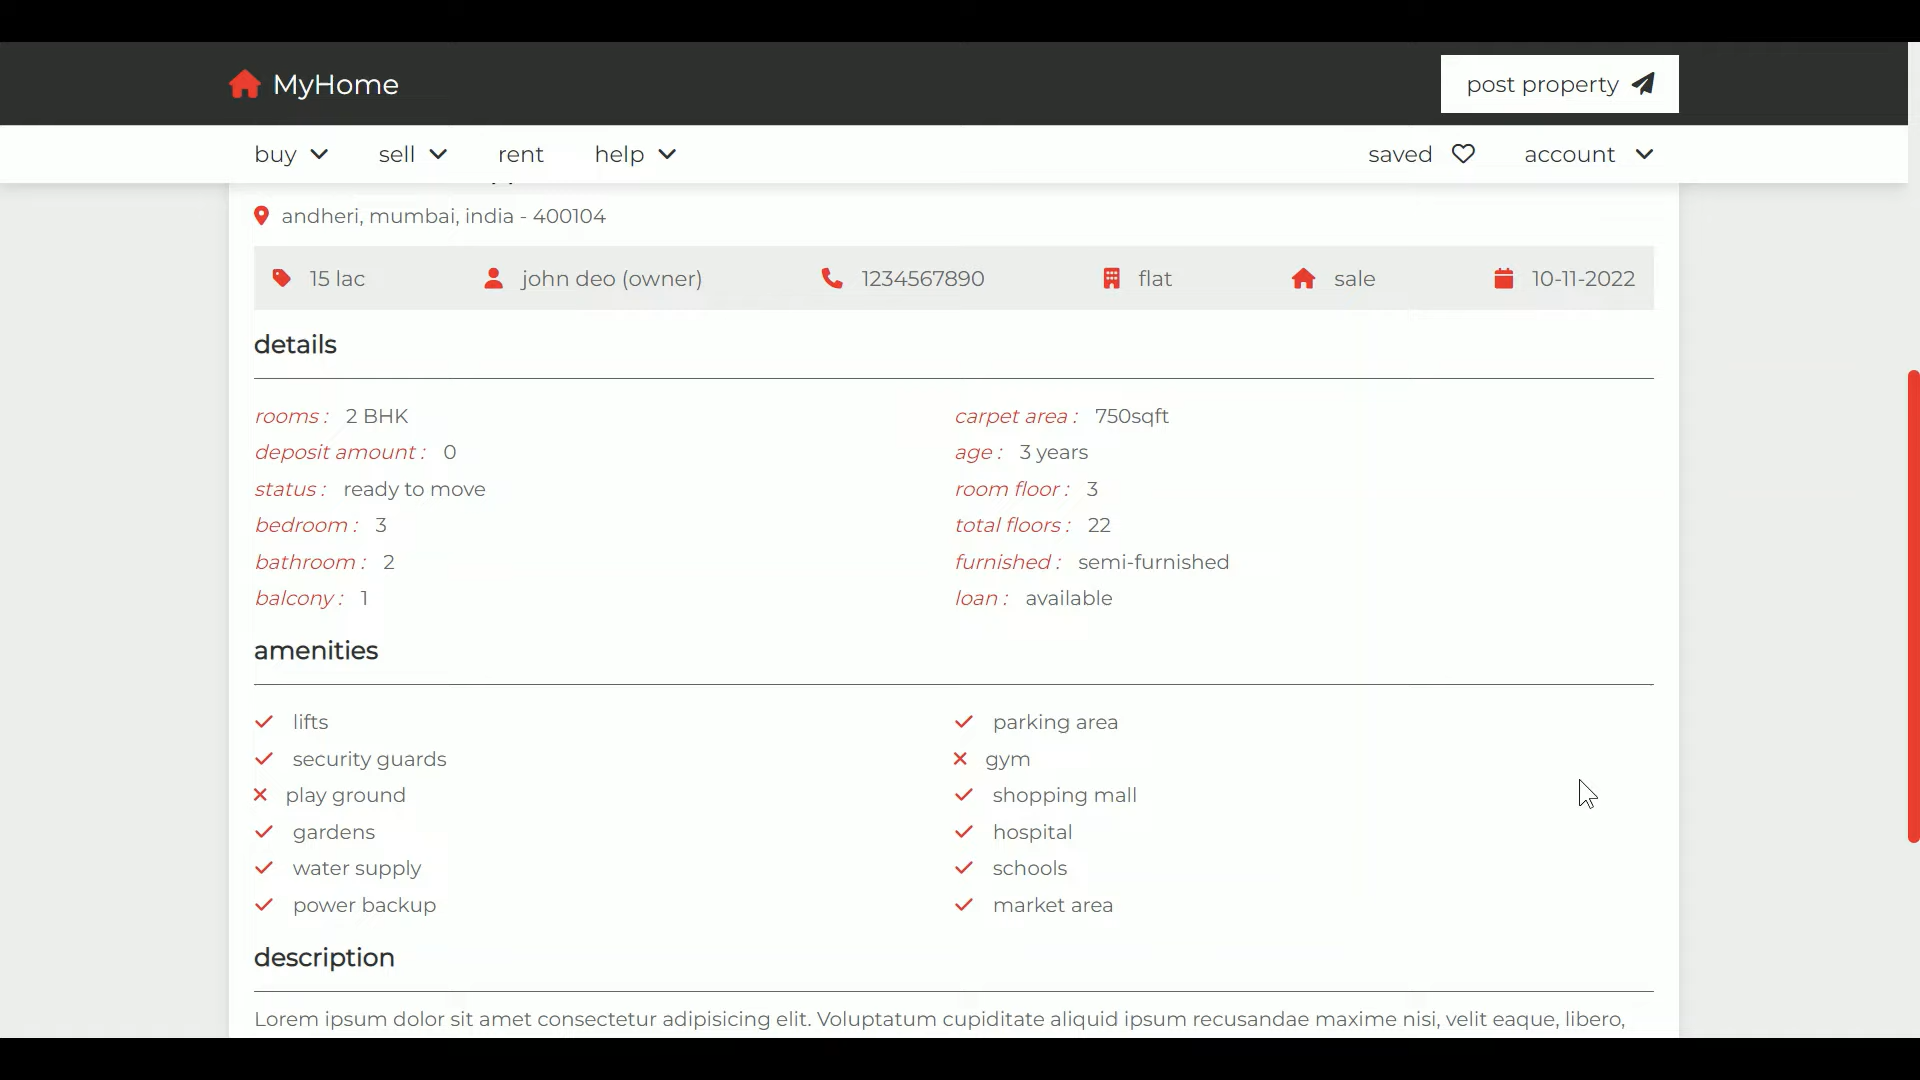 MyHome
post property
buy sell rent help saved account
andheri, mumbai, india - 400104
15 lac john deo (owner) 1234567890 flat sale 10-11-2022
details
rooms : 2 BHK
deposit amount : 0
status : ready to move
bedroom : 3
bathroom : 2
balcony : 1
carpet area : 750sqft
age : 3 years
room floor : 3
total floors : 22
furnished : semi-furnished
loan : available
amenities
lifts
security guards
play ground
gardens
water supply
power backup
parking area
gym
shopping mall
hospital
schools
market area
description
Lorem ipsum dolor sit amet consectetur adipisicing elit. Voluptatum cupiditate aliquid ipsum recusandae maxime nisi, velit eaque, libero,